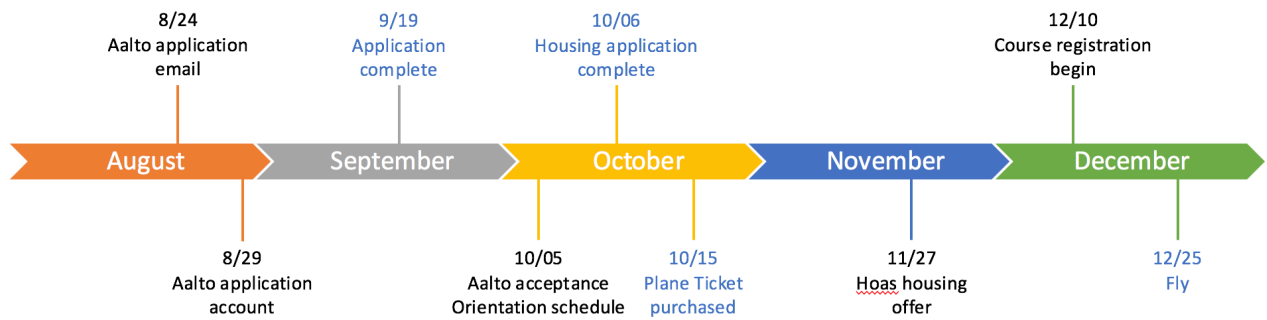 8/24
Aalto application
email
9/19
Application
complete
10/06
Housing application
complete
12/10
Course registration
begin
August
September
October
November
December
8/29
Aalto application
account
10/05
Aalto acceptance
Orientation schedule
10/15
Plane Ticket
purchased
11/27
Hoas housing
offer
12/25
Fly